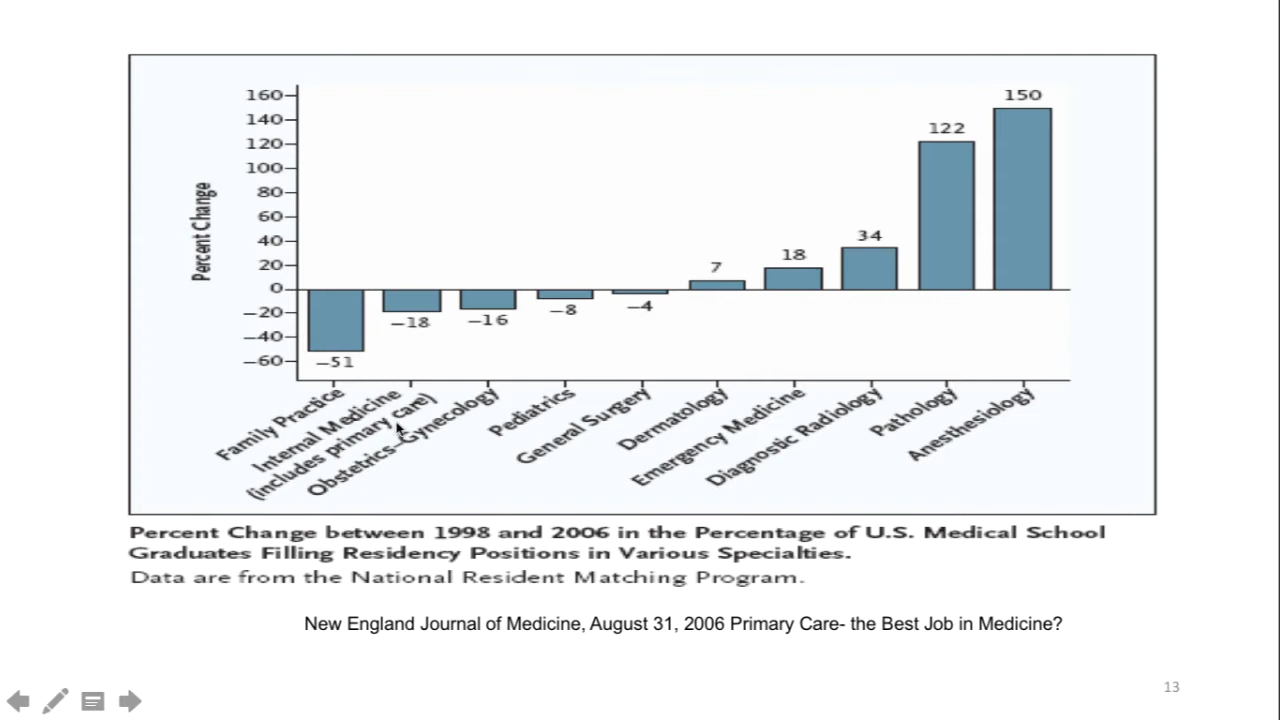 160
150
140
122
120
100
Percent Change
80
60
40
34
20
18
7
0
−4
−8
−16
−18
−20
−40
−51
−60
Family Practice
Internal Medicine
(includes primary care)
Obstetrics–Gynecology
Pediatrics
General Surgery
Dermatology
Emergency Medicine
Diagnostic Radiology
Pathology
Anesthesiology
Percent Change between 1998 and 2006 in the Percentage of U.S. Medical School
Graduates Filling Residency Positions in Various Specialties.
Data are from the National Resident Matching Program.
New England Journal of Medicine, August 31, 2006 Primary Care- the Best Job in Medicine?
13